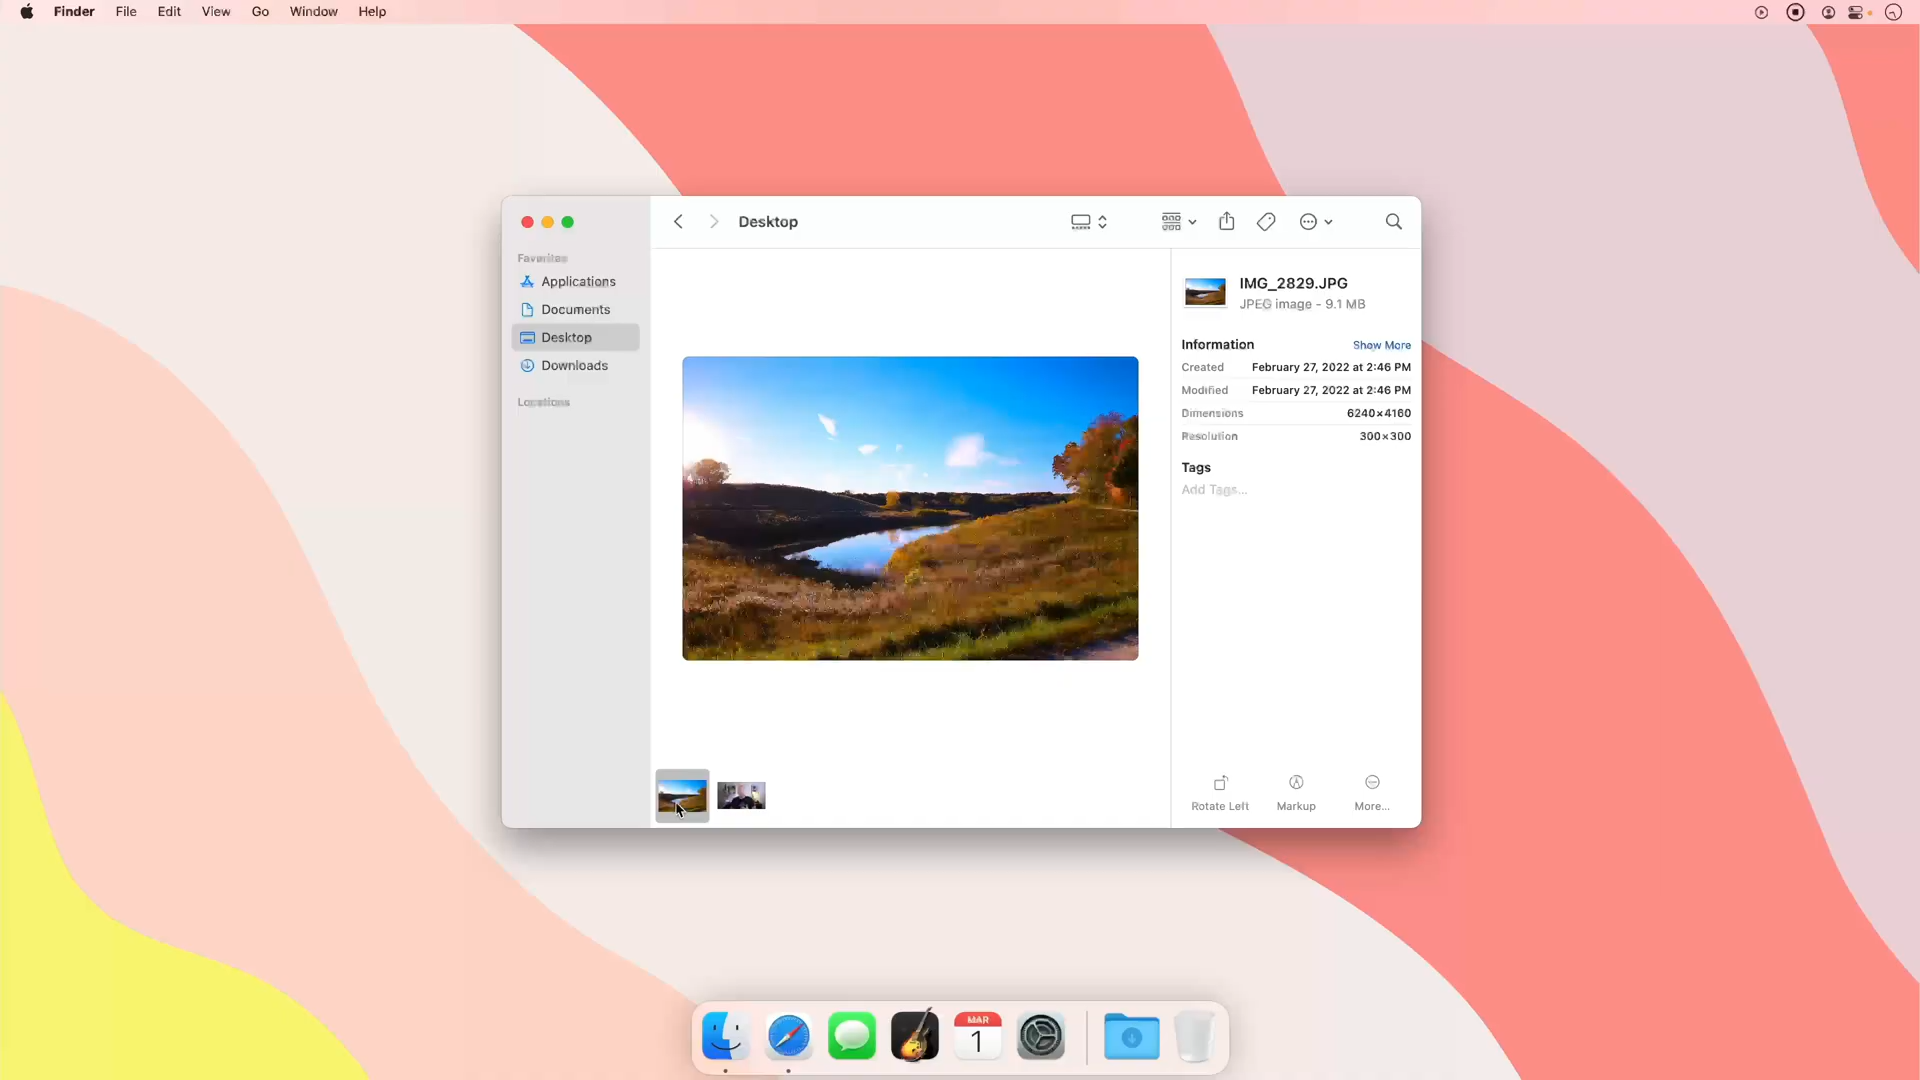 Finder File Edit View Go Window Help
Desktop
Favorites
Applications
Documents
Desktop
Downloads
Locations
IMG_2829.JPG
JPEG image - 9.1 MB
Information Show More
Created February 27, 2022 at 2:46 PM
Modified February 27, 2022 at 2:46 PM
Dimensions 6240×4160
Resolution 300×300
Tags
Add Tags...
Rotate Left Markup More...
MAR
1